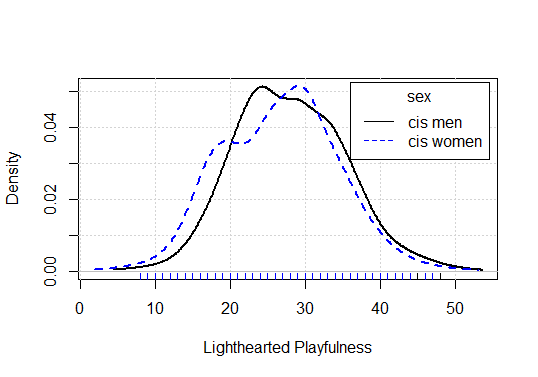 sex
cis men
cis women
Density
0.04
0.02
0.00
0 10 20 30 40 50
Lighthearted Playfulness